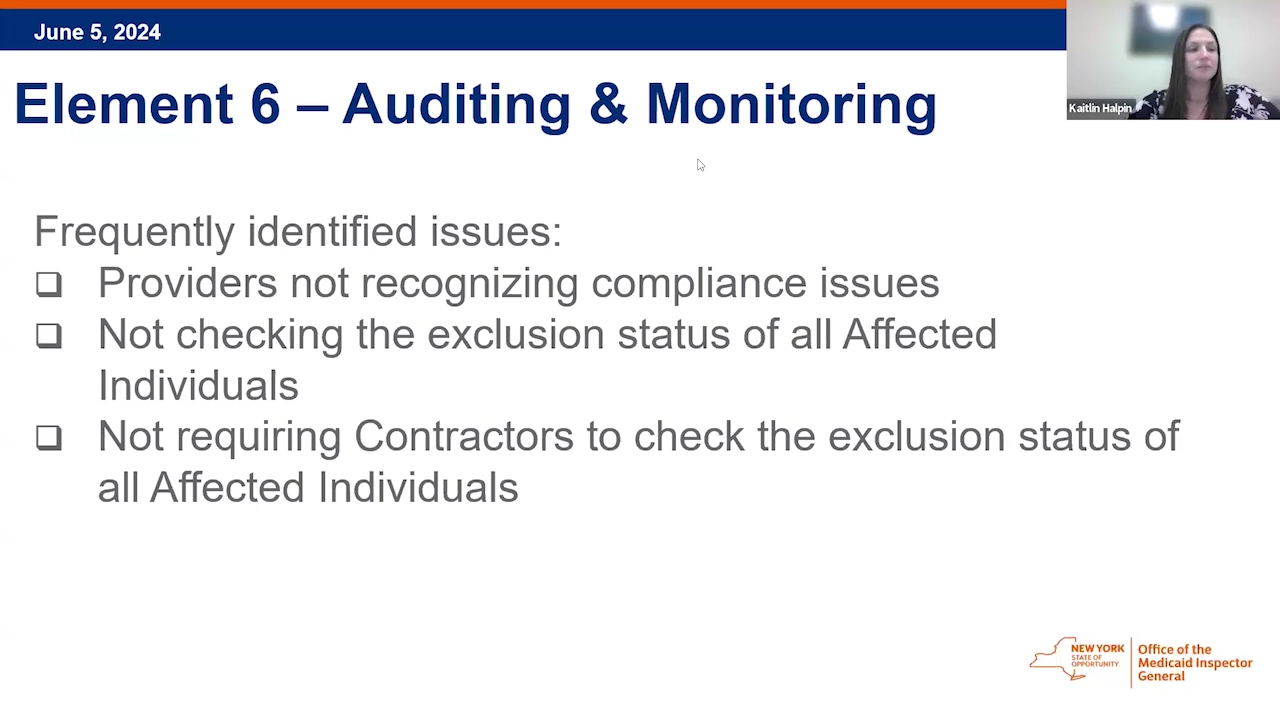 June 5, 2024
Kaitlin Halpin
Element 6 – Auditing & Monitoring
Frequently identified issues:
❑ Providers not recognizing compliance issues
❑ Not checking the exclusion status of all Affected
Individuals
❑ Not requiring Contractors to check the exclusion status of
all Affected Individuals
NEW YORK
STATE OF
OPPORTUNITY.
Office of the
Medicaid Inspector
General